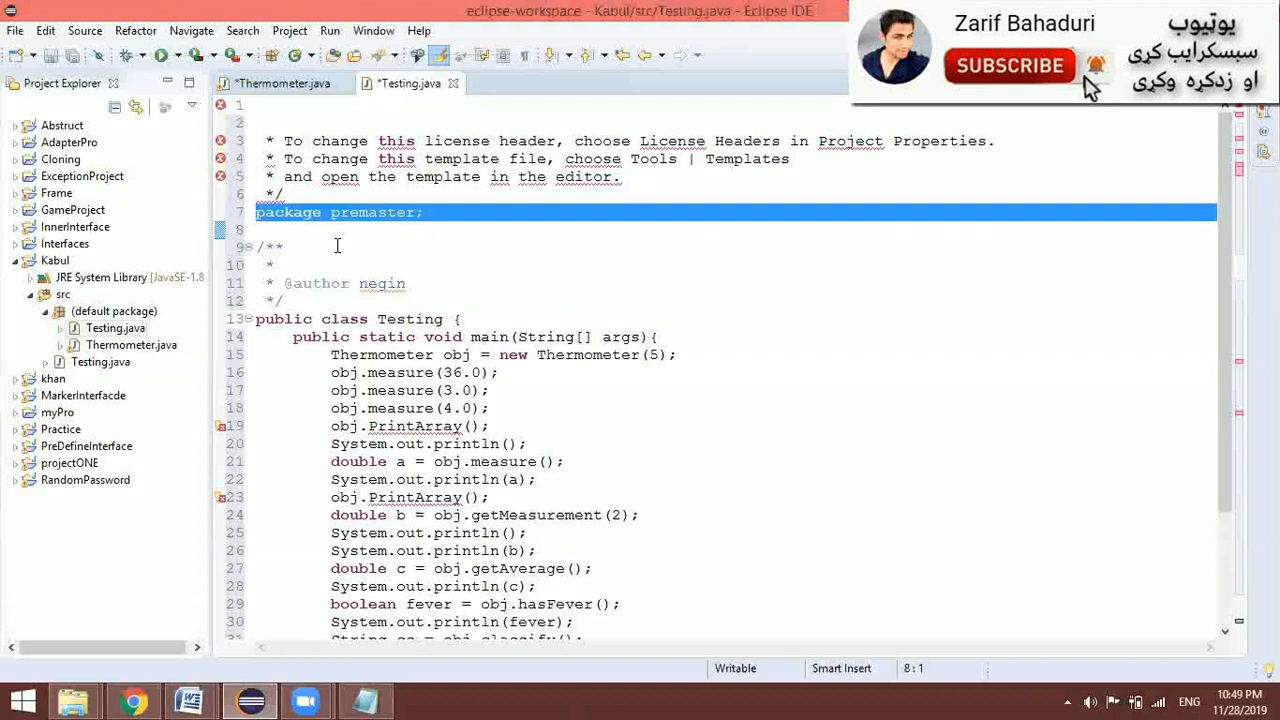 eclipse-workspace - Kabul/src/Testing.java - Eclipse IDE
File Edit Source Refactor Navigate Search Project Run Window Help
Zarif Bahaduri
SUBSCRIBE
یوټیوب
سبسکرایب کړی
او زدکړه وکړی
Project Explorer
*Thermometer.java
*Testing.java
Abstruct
AdapterPro
Cloning
ExceptionProject
Frame
GameProject
InnerInterface
Interfaces
Kabul
JRE System Library [JavaSE-1.8
src
(default package)
Testing.java
Thermometer.java
Testing.java
khan
MarkerInterfacde
myPro
Practice
PreDefineInterface
projectONE
RandomPassword
1
2
3 * To change this license header, choose License Headers in Project Properties.
4 * To change this template file, choose Tools | Templates
5 * and open the template in the editor.
6 */
7 package premaster;
8
9 /**
10 *
11 * @author negin
12 */
13 public class Testing {
14 public static void main(String[] args){
15 Thermometer obj = new Thermometer(5);
16 obj.measure(36.0);
17 obj.measure(3.0);
18 obj.measure(4.0);
19 obj.PrintArray();
20 System.out.println();
21 double a = obj.measure();
22 System.out.println(a);
23 obj.PrintArray();
24 double b = obj.getMeasurement(2);
25 System.out.println();
26 System.out.println(b);
27 double c = obj.getAverage();
28 System.out.println(c);
29 boolean fever = obj.hasFever();
30 System.out.println(fever);
31 String = obj.classify();
Writable Smart Insert 8 : 1
ENG
10:49 PM
11/28/2019